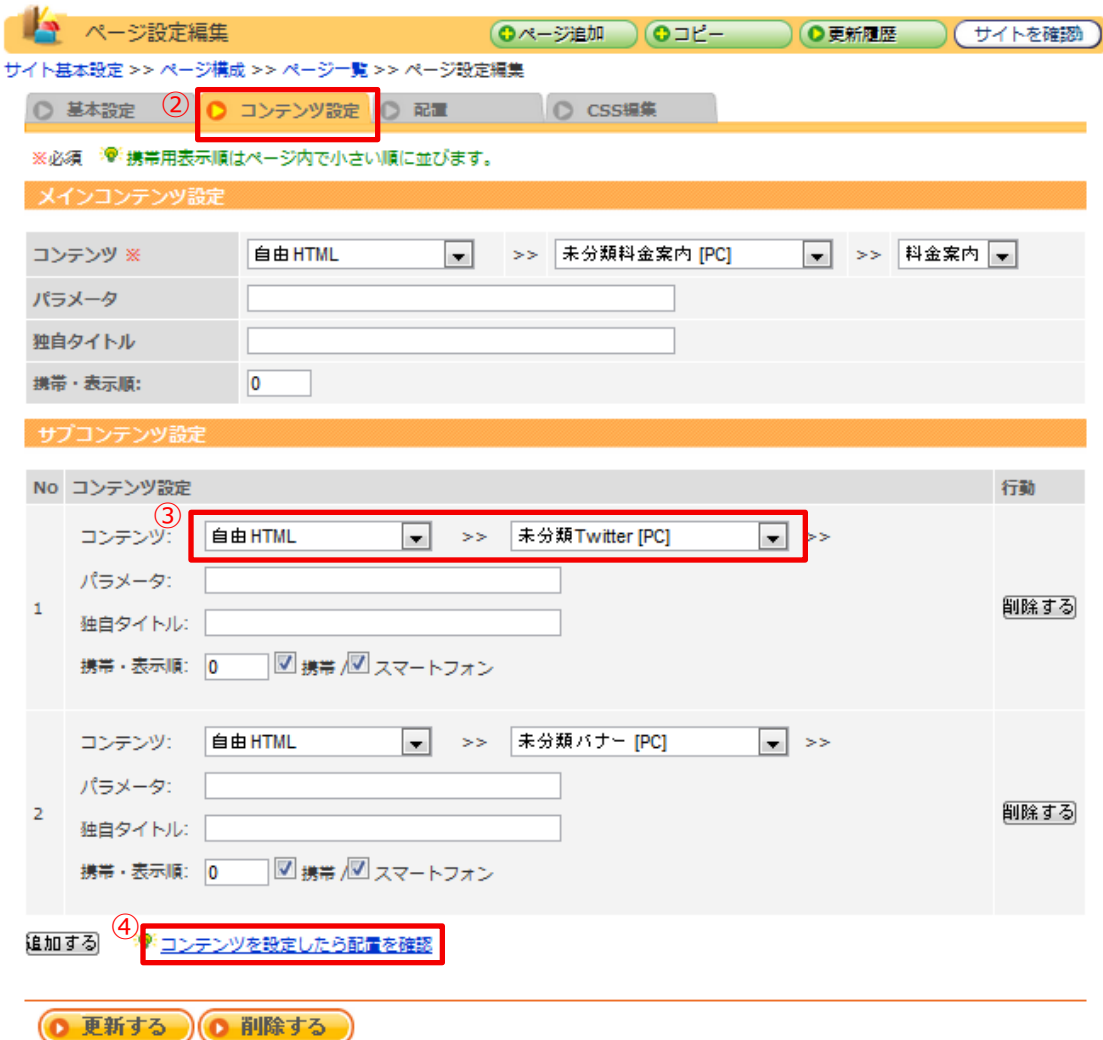 ページ設定編集 ページ追加 コピー 更新履歴 サイトを確認
サイト基本設定 >> ページ構成 >> ページ一覧 >> ページ設定編集
基本設定 ② コンテンツ設定 配置 CSS編集
※必須 携帯用表示順はページ内で小さい順に並びます。
メインコンテンツ設定
コンテンツ ※ 自由HTML >> 未分類料金案内 [PC] >> 料金案内
パラメータ
独自タイトル
携帯・表示順: 0
サブコンテンツ設定
No コンテンツ設定 行動
③
コンテンツ: 自由HTML >> 未分類Twitter [PC] >>
パラメータ:
1 削除する
独自タイトル:
携帯・表示順: 0 携帯 / スマートフォン
コンテンツ: 自由HTML >> 未分類バナー [PC] >>
パラメータ:
2 削除する
独自タイトル:
携帯・表示順: 0 携帯 / スマートフォン
追加する ④ コンテンツを設定したら配置を確認
更新する 削除する